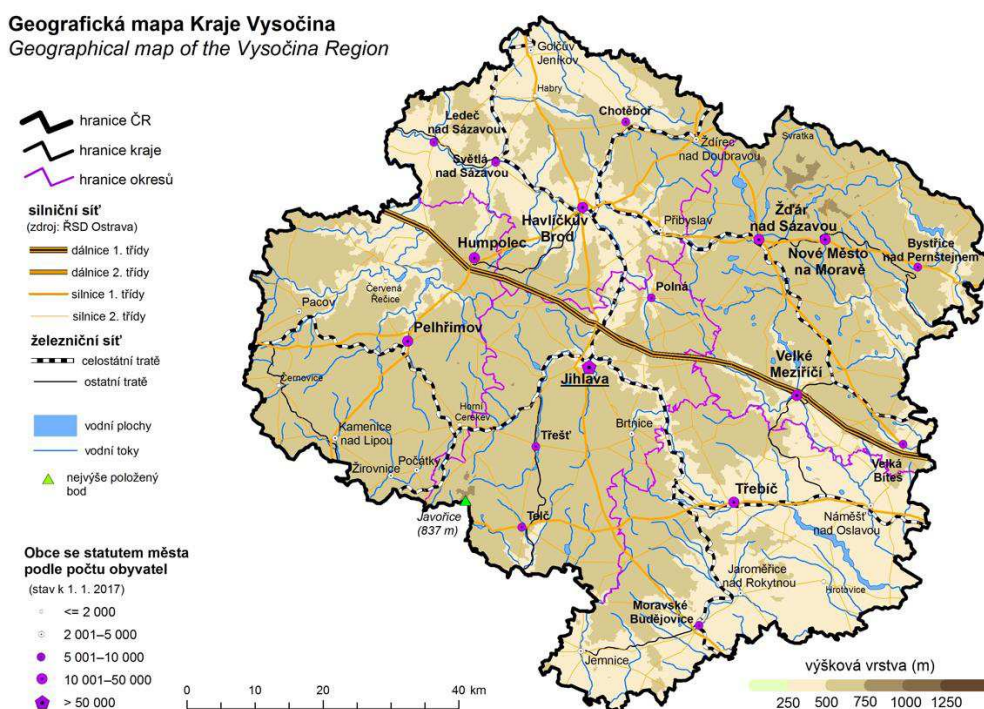 Geografická mapa Kraje Vysočina
Geographical map of the Vysočina Region
hranice ČR
hranice kraje
hranice okresů
silniční síť
(zdroj: ŘSD Ostrava)
dálnice 1. třídy
dálnice 2. třídy
silnice 1. třídy
silnice 2. třídy
železniční síť
celostátní tratě
ostatní tratě
vodní plochy
vodní toky
nejvýše položený
bod
Obce se statutem města
podle počtu obyvatel
(stav k 1. 1. 2017)
<= 2 000
2 001–5 000
5 001–10 000
10 001–50 000
> 50 000
Golčův
Jeníkov
Habry
Ledeč
nad Sázavou
Chotěboř
Svratka
Ždírec
nad Doubravou
Světlá
nad Sázavou
Havlíčkův
Brod
Přibyslav
Žďár
nad Sázavou
Humpolec
Nové Město
na Moravě
Bystřice
nad Pernštejnem
Červená
Řečice
Pacov
Polná
Pelhřimov
Velké
Meziříčí
Jihlava
Černovice
Horní
Cerekev
Kamenice
nad Lipou
Třešť
Brtnice
Žirovnice
Počátky
Velká
Bíteš
Třebíč
Javořice
(837 m)
Telč
Náměšť
nad Oslavou
Jaroměřice
nad Rokytnou
Hrotovice
Moravské
Budějovice
Jemnice
0 10 20 40 km
výšková vrstva (m)
250 500 750 1000 1250